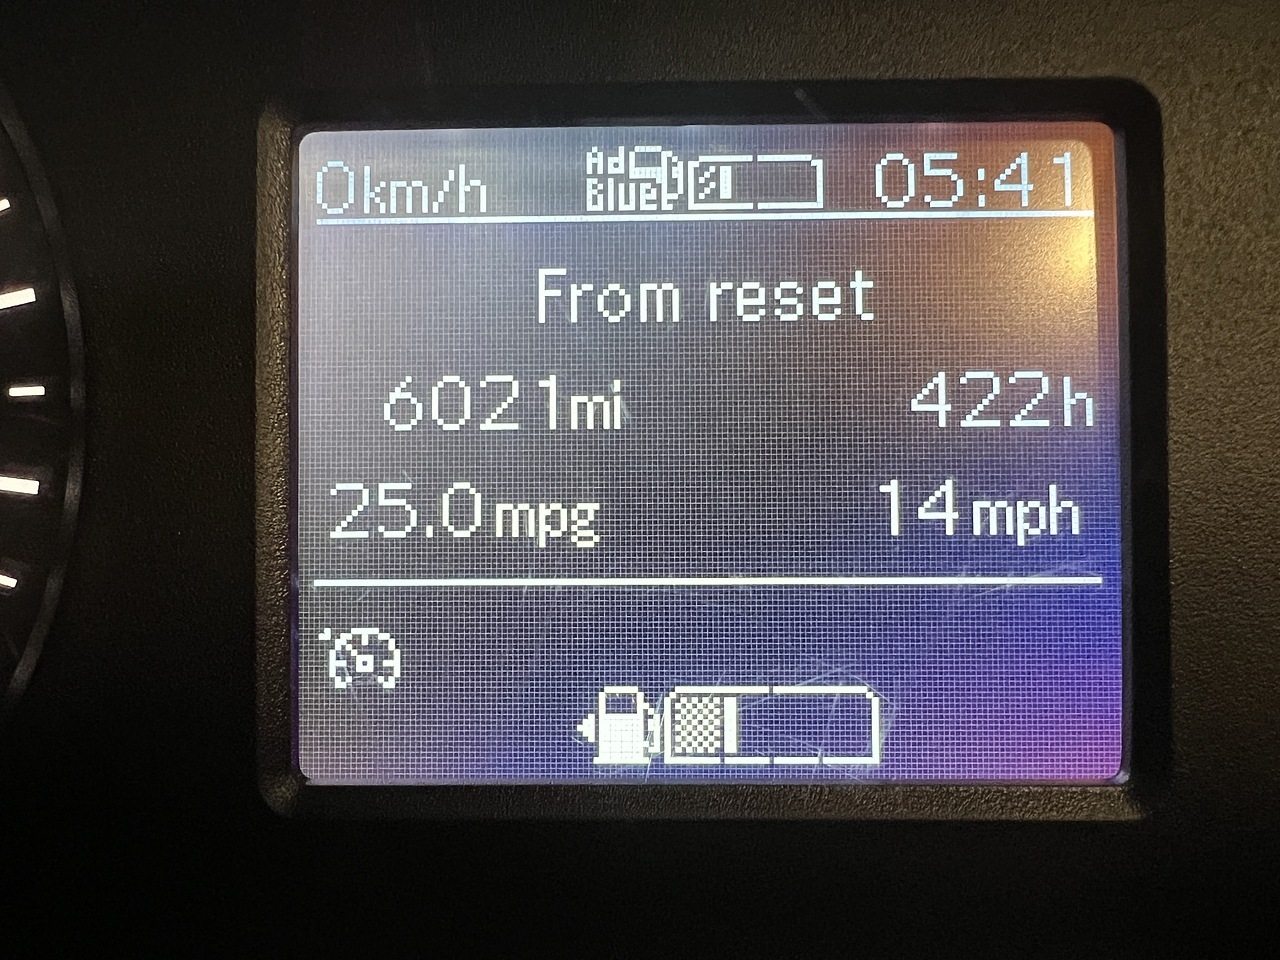 0km/h AdBlue 05:41
From reset
6021mi 422h
25.0mpg 14mph